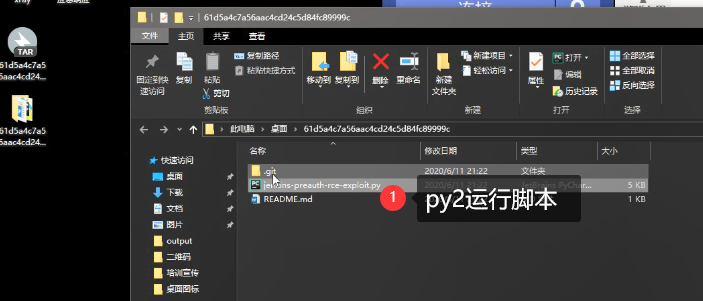 xray
TAR
61d5a4c7a5
6aac4cd24...
61d5a4c7a5
6aac4cd24...
连接
61d5a4c7a56aac4cd24c5d84fc89999c
文件 主页 共享 查看
固定到快速访问
复制
粘贴
复制路径
粘贴快捷方式
剪切
移动到
复制到
删除
重命名
新建文件夹
新建项目
轻松访问
属性
打开
编辑
历史记录
全部选择
全部取消
反向选择
剪贴板 组织 新建 打开 选择
此电脑 › 桌面 › 61d5a4c7a56aac4cd24c5d84fc89999c
名称 修改日期 类型 大小
快速访问
桌面
下载
文档
图片
output
二维码
培训宣传
桌面图标
.git 2020/6/11 21:22 文件夹
jenkins-preauth-rce-exploit.py 2020/6/11 21:22 JetBrains PyChar... 5 KB
README.md 1 KB
1 py2运行脚本